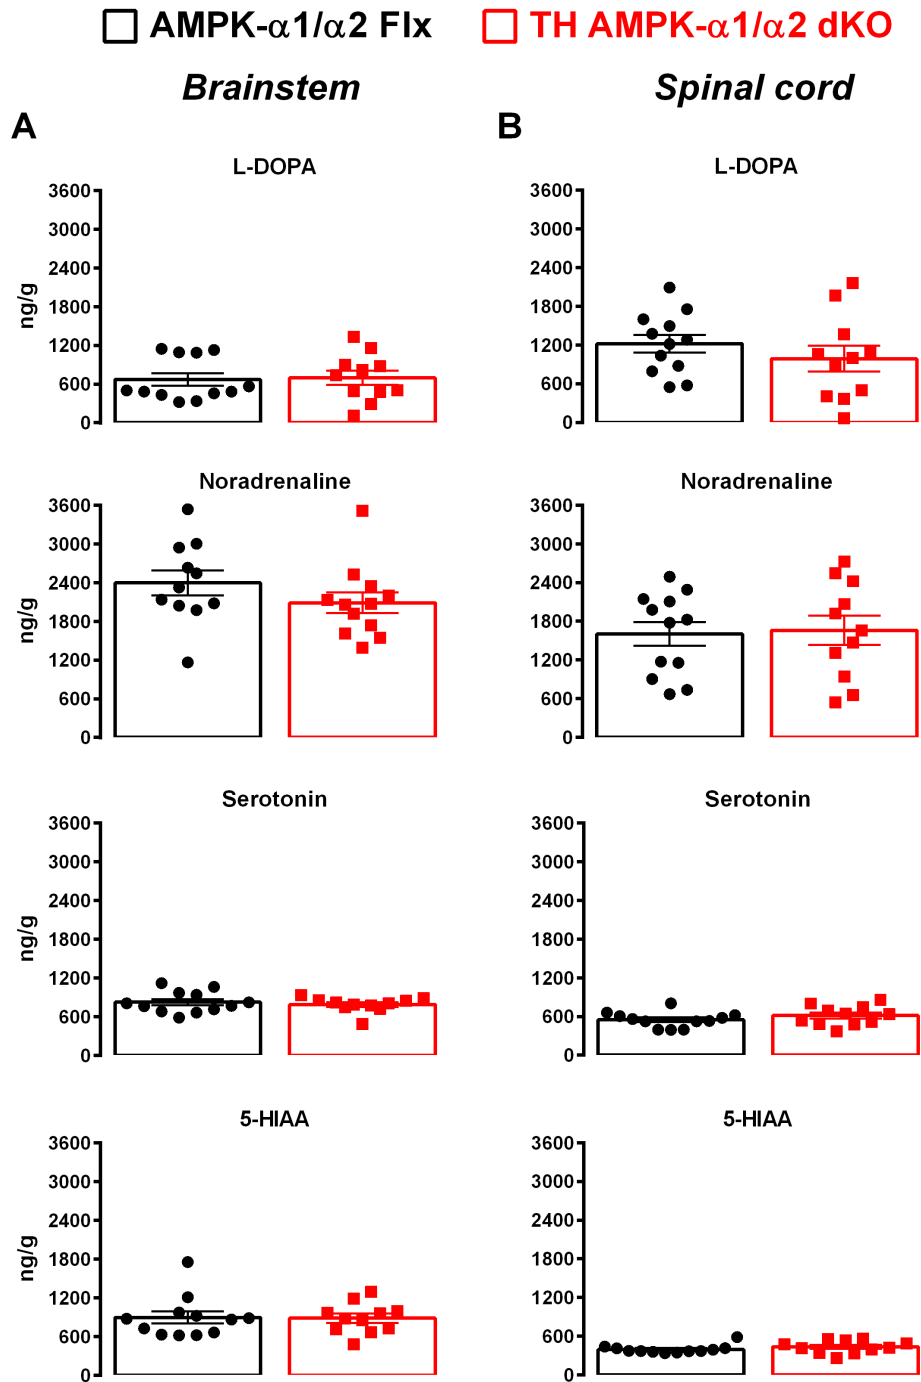 AMPK-α1/α2 Flx TH AMPK-α1/α2 dKO
Brainstem Spinal cord
A B
L-DOPA L-DOPA
3600 3600
3000 3000
2400 2400
1800 1800
1200 1200
600 600
0 0
ng/g
Noradrenaline Noradrenaline
3600 3600
3000 3000
2400 2400
1800 1800
1200 1200
600 600
0 0
ng/g
Serotonin Serotonin
3600 3600
3000 3000
2400 2400
1800 1800
1200 1200
600 600
0 0
ng/g
5-HIAA 5-HIAA
3600 3600
3000 3000
2400 2400
1800 1800
1200 1200
600 600
0 0
ng/g